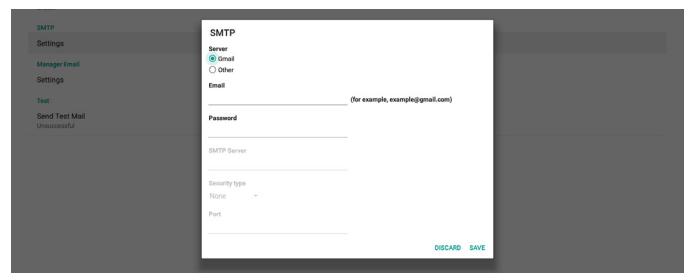 SMTP
Settings
Manager Email
Settings
Test
Send Test Mail
Unsuccessful
SMTP
Server
Gmail
Other
Email
(for example, example@gmail.com)
Password
SMTP Server
Security type
None
Port
DISCARD SAVE